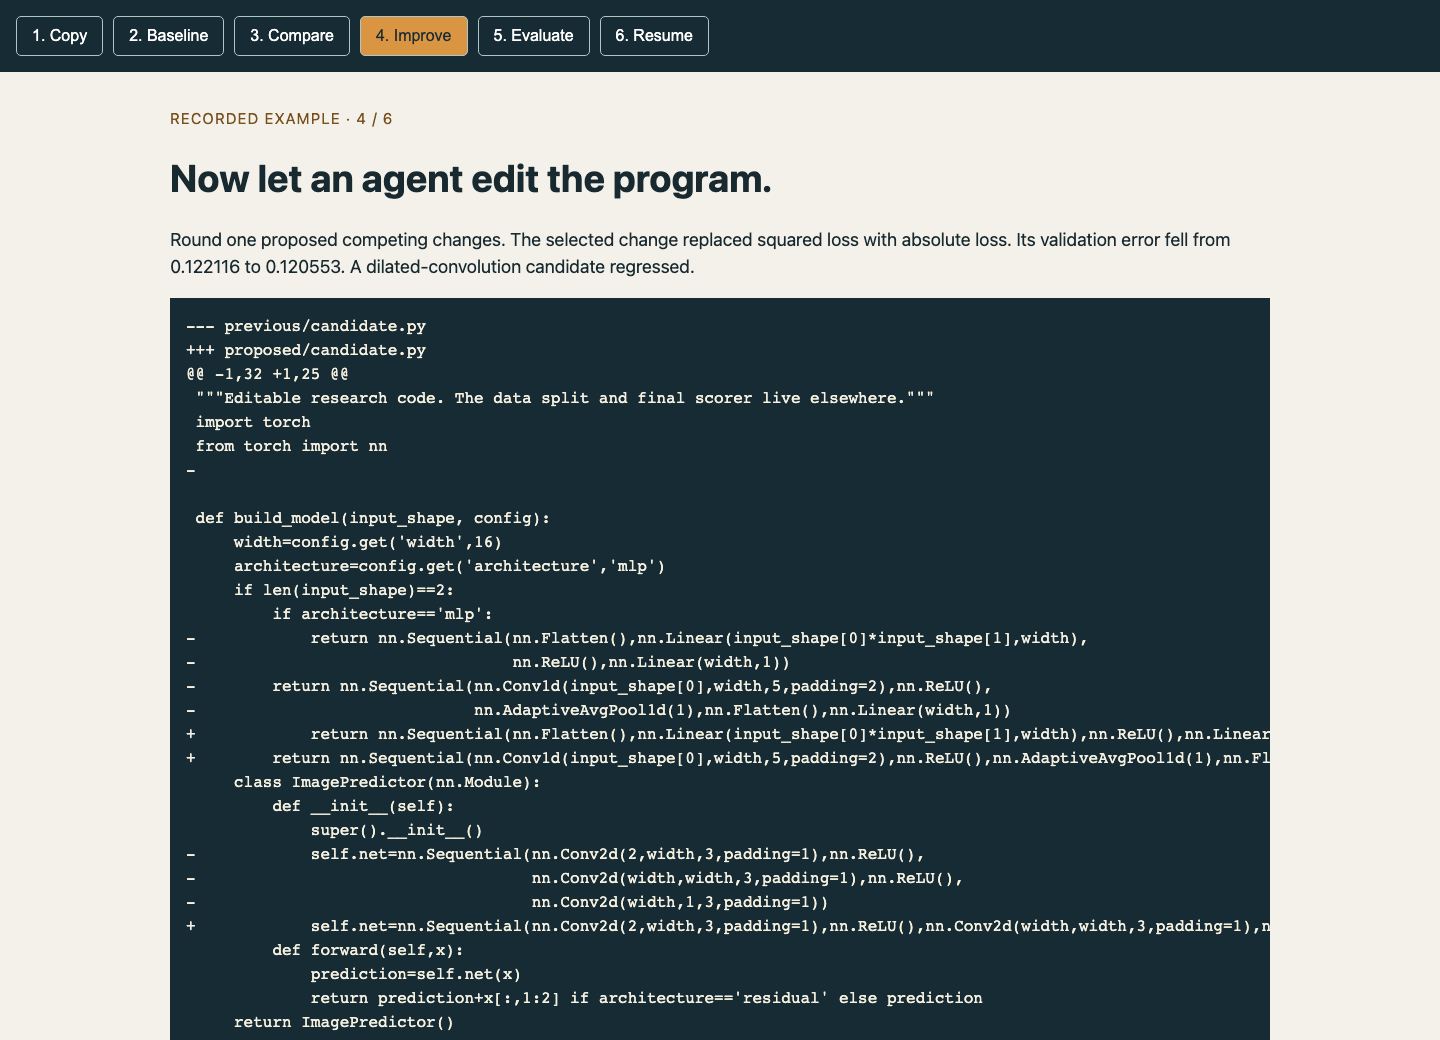 1. Copy
2. Baseline
3. Compare
4. Improve
5. Evaluate
6. Resume
RECORDED EXAMPLE · 4 / 6
Now let an agent edit the program.
Round one proposed competing changes. The selected change replaced squared loss with absolute loss. Its validation error fell from
0.122116 to 0.120553. A dilated-convolution candidate regressed.
--- previous/candidate.py
+++ proposed/candidate.py
@@ -1,32 +1,25 @@
 """Editable research code. The data split and final scorer live elsewhere."""
 import torch
 from torch import nn
-
 def build_model(input_shape, config):
     width=config.get('width',16)
     architecture=config.get('architecture','mlp')
     if len(input_shape)==2:
         if architecture=='mlp':
-            return nn.Sequential(nn.Flatten(),nn.Linear(input_shape[0]*input_shape[1],width),
-                                 nn.ReLU(),nn.Linear(width,1))
-        return nn.Sequential(nn.Conv1d(input_shape[0],width,5,padding=2),nn.ReLU(),
-                             nn.AdaptiveAvgPool1d(1),nn.Flatten(),nn.Linear(width,1))
+            return nn.Sequential(nn.Flatten(),nn.Linear(input_shape[0]*input_shape[1],width),nn.ReLU(),nn.Linear
+        return nn.Sequential(nn.Conv1d(input_shape[0],width,5,padding=2),nn.ReLU(),nn.AdaptiveAvgPool1d(1),nn.Fl
     class ImagePredictor(nn.Module):
         def __init__(self):
             super().__init__()
-            self.net=nn.Sequential(nn.Conv2d(2,width,3,padding=1),nn.ReLU(),
-                                   nn.Conv2d(width,width,3,padding=1),nn.ReLU(),
-                                   nn.Conv2d(width,1,3,padding=1))
+            self.net=nn.Sequential(nn.Conv2d(2,width,3,padding=1),nn.ReLU(),nn.Conv2d(width,width,3,padding=1),n
         def forward(self,x):
             prediction=self.net(x)
             return prediction+x[:,1:2] if architecture=='residual' else prediction
     return ImagePredictor()